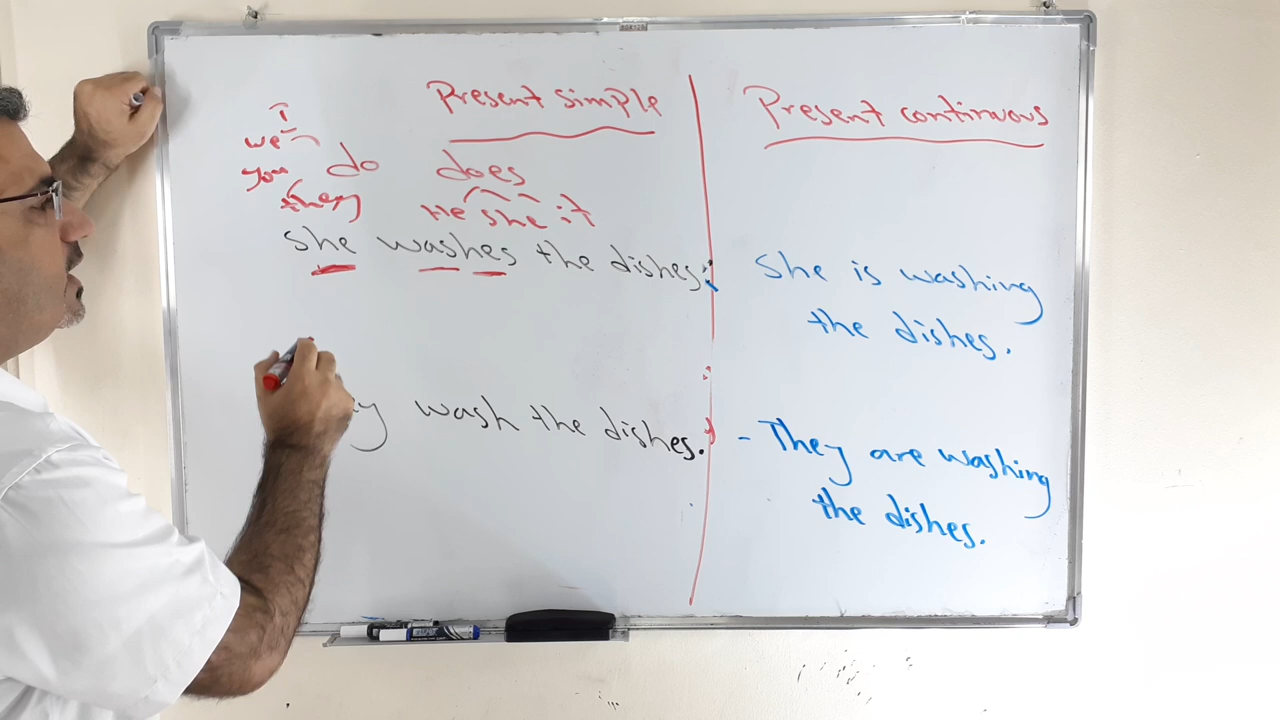 Present simple
I
we
you do does
they He she it
she washes the dishes.
wash the dishes.
Present continuous
She is washing
the dishes.
- They are washing
the dishes.